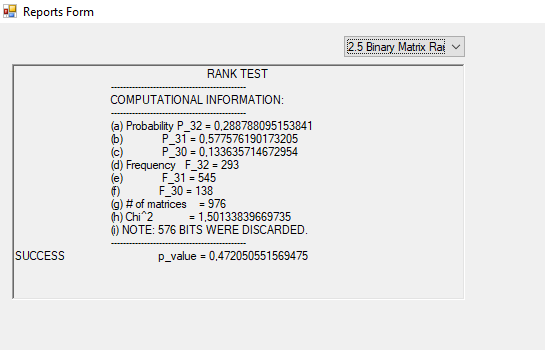 Reports Form
2.5 Binary Matrix Ra
RANK TEST
---------------------------------------------
COMPUTATIONAL INFORMATION:
---------------------------------------------
(a) Probability P_32 = 0,288788095153841
(b) P_31 = 0,577576190173205
(c) P_30 = 0,133635714672954
(d) Frequency F_32 = 293
(e) F_31 = 545
(f) F_30 = 138
(g) # of matrices = 976
(h) Chi^2 = 1,50133839669735
(i) NOTE: 576 BITS WERE DISCARDED.
---------------------------------------------
SUCCESS p_value = 0,472050551569475